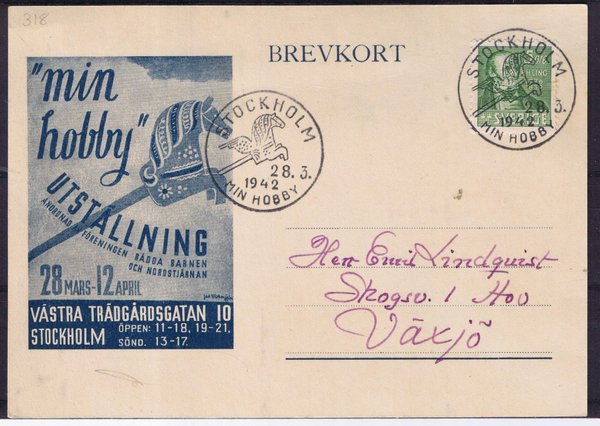 318
BREVKORT
"min
hobby"
UTSTÄLLNING
ANORDNAD AV FÖRENINGEN RÄDDA BARNEN
OCH NORDSTJÄRNAN
28 MARS-12 APRIL
VÄSTRA TRÄDGÅRDSGATAN 10
STOCKHOLM ÖPPEN: 11-18, 19-21,
SÖND. 13-17.
STOCKHOLM
28.3.
1942
MIN HOBBY
STOCKHOLM
28.3.
1942
MIN HOBBY
Herr Emil Lindquist
Skogsv. 1 Hov
Växjö